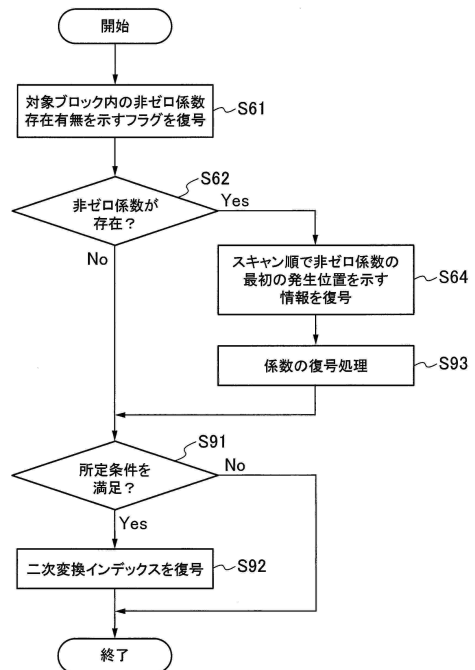 開始
対象ブロック内の非ゼロ係数
存在有無を示すフラグを復号
S61
S62
非ゼロ係数が
存在?
Yes
No
スキャン順で非ゼロ係数の
最初の発生位置を示す
情報を復号
S64
係数の復号処理
S93
S91
所定条件を
満足?
No
Yes
二次変換インデックスを復号
S92
終了